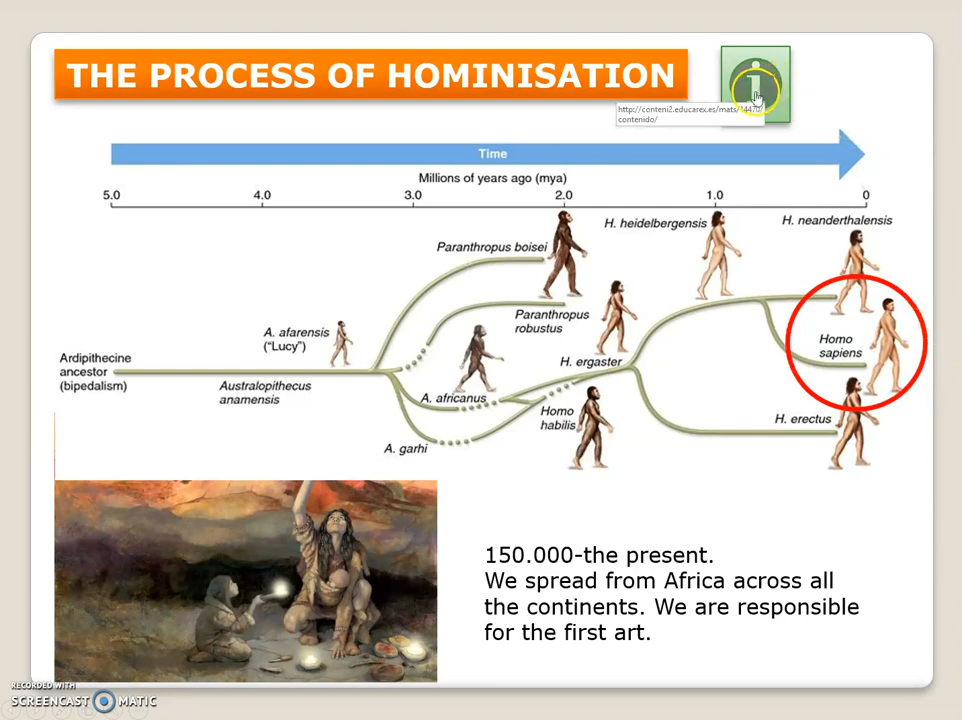 THE PROCESS OF HOMINISATION
i
http://conteni2.educarex.es/mats/14470/
contenido/
Time
Millions of years ago (mya)
5.0 4.0 3.0 2.0 1.0 0
H. heidelbergensis
H. neanderthalensis
Paranthropus boisei
Paranthropus
robustus
A. afarensis
("Lucy")
Homo
sapiens
Ardipithecine
ancestor
(bipedalism)
H. ergaster
Australopithecus
anamensis
A. africanus
Homo
habilis
H. erectus
A. garhi
150.000-the present.
We spread from Africa across all
the continents. We are responsible
for the first art.
RECORDED WITH
SCREENCAST MATIC